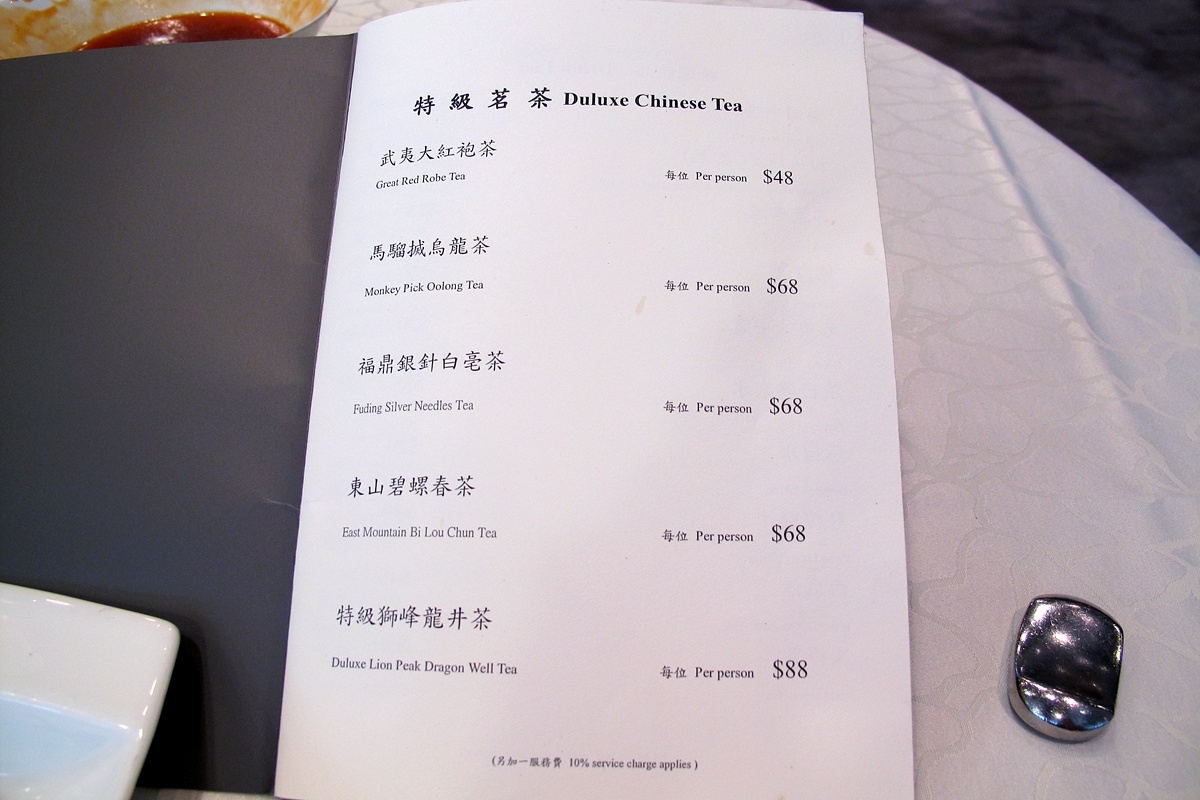 特級茗茶 Duluxe Chinese Tea
武夷大紅袍茶
Great Red Robe Tea 每位 Per person $48
馬騮搣烏龍茶
Monkey Pick Oolong Tea 每位 Per person $68
福鼎銀針白毫茶
Fuding Silver Needles Tea 每位 Per person $68
東山碧螺春茶
East Mountain Bi Lou Chun Tea 每位 Per person $68
特級獅峰龍井茶
Duluxe Lion Peak Dragon Well Tea 每位 Per person $88
(另加一服務費 10% service charge applies )